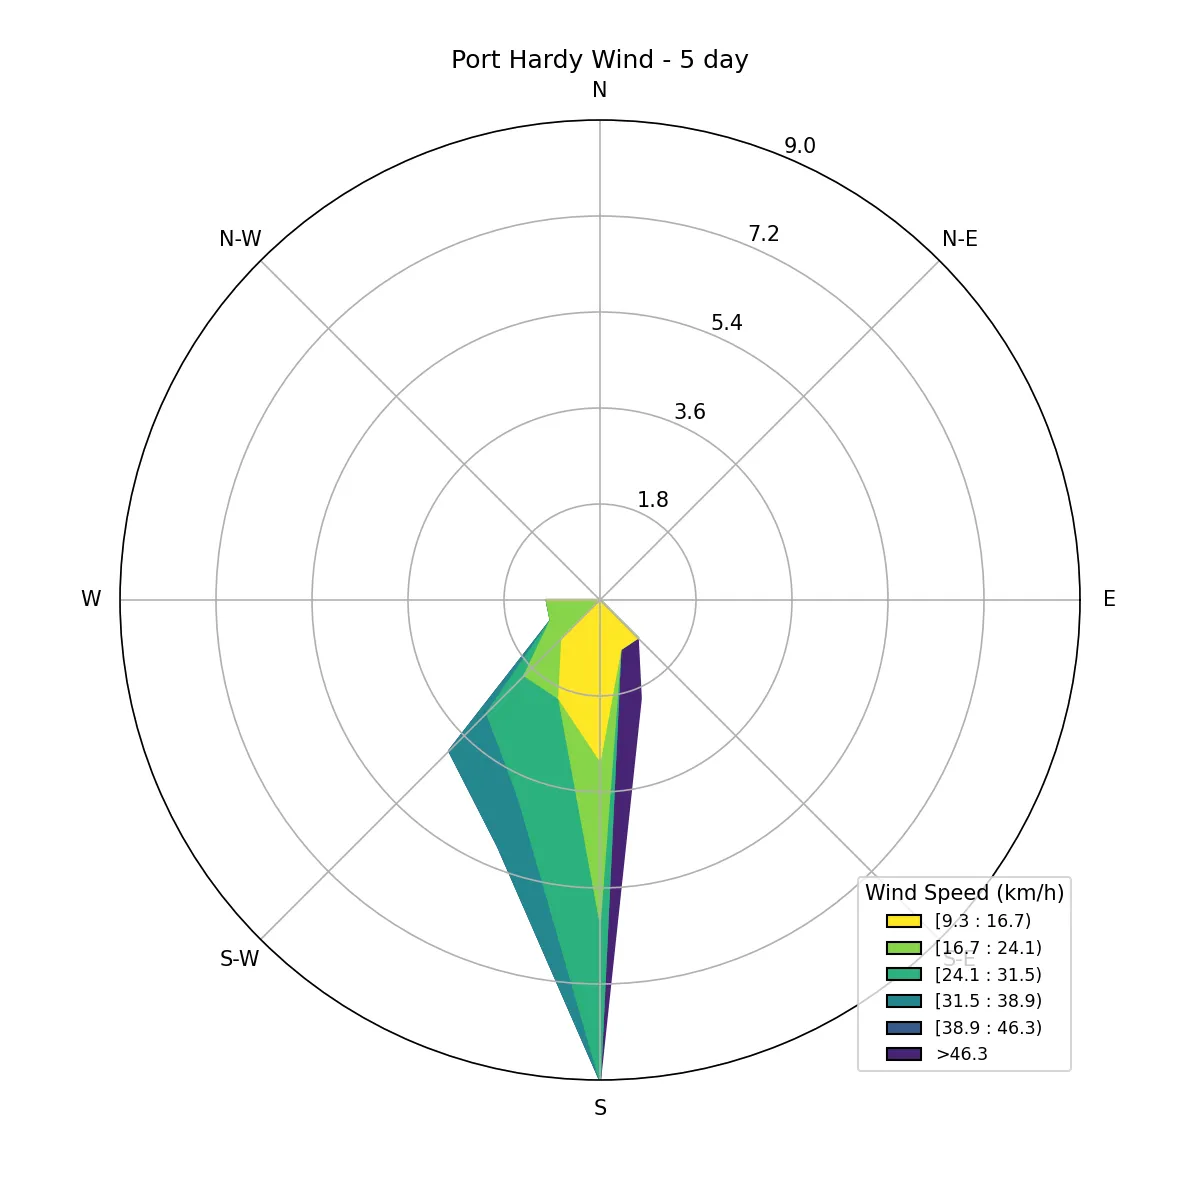 Port Hardy Wind - 5 day
N
9.0
N-W
7.2
N-E
5.4
3.6
1.8
W
E
S-W
S-E
S
Wind Speed (km/h)
[9.3 : 16.7)
[16.7 : 24.1)
[24.1 : 31.5)
[31.5 : 38.9)
[38.9 : 46.3)
>46.3